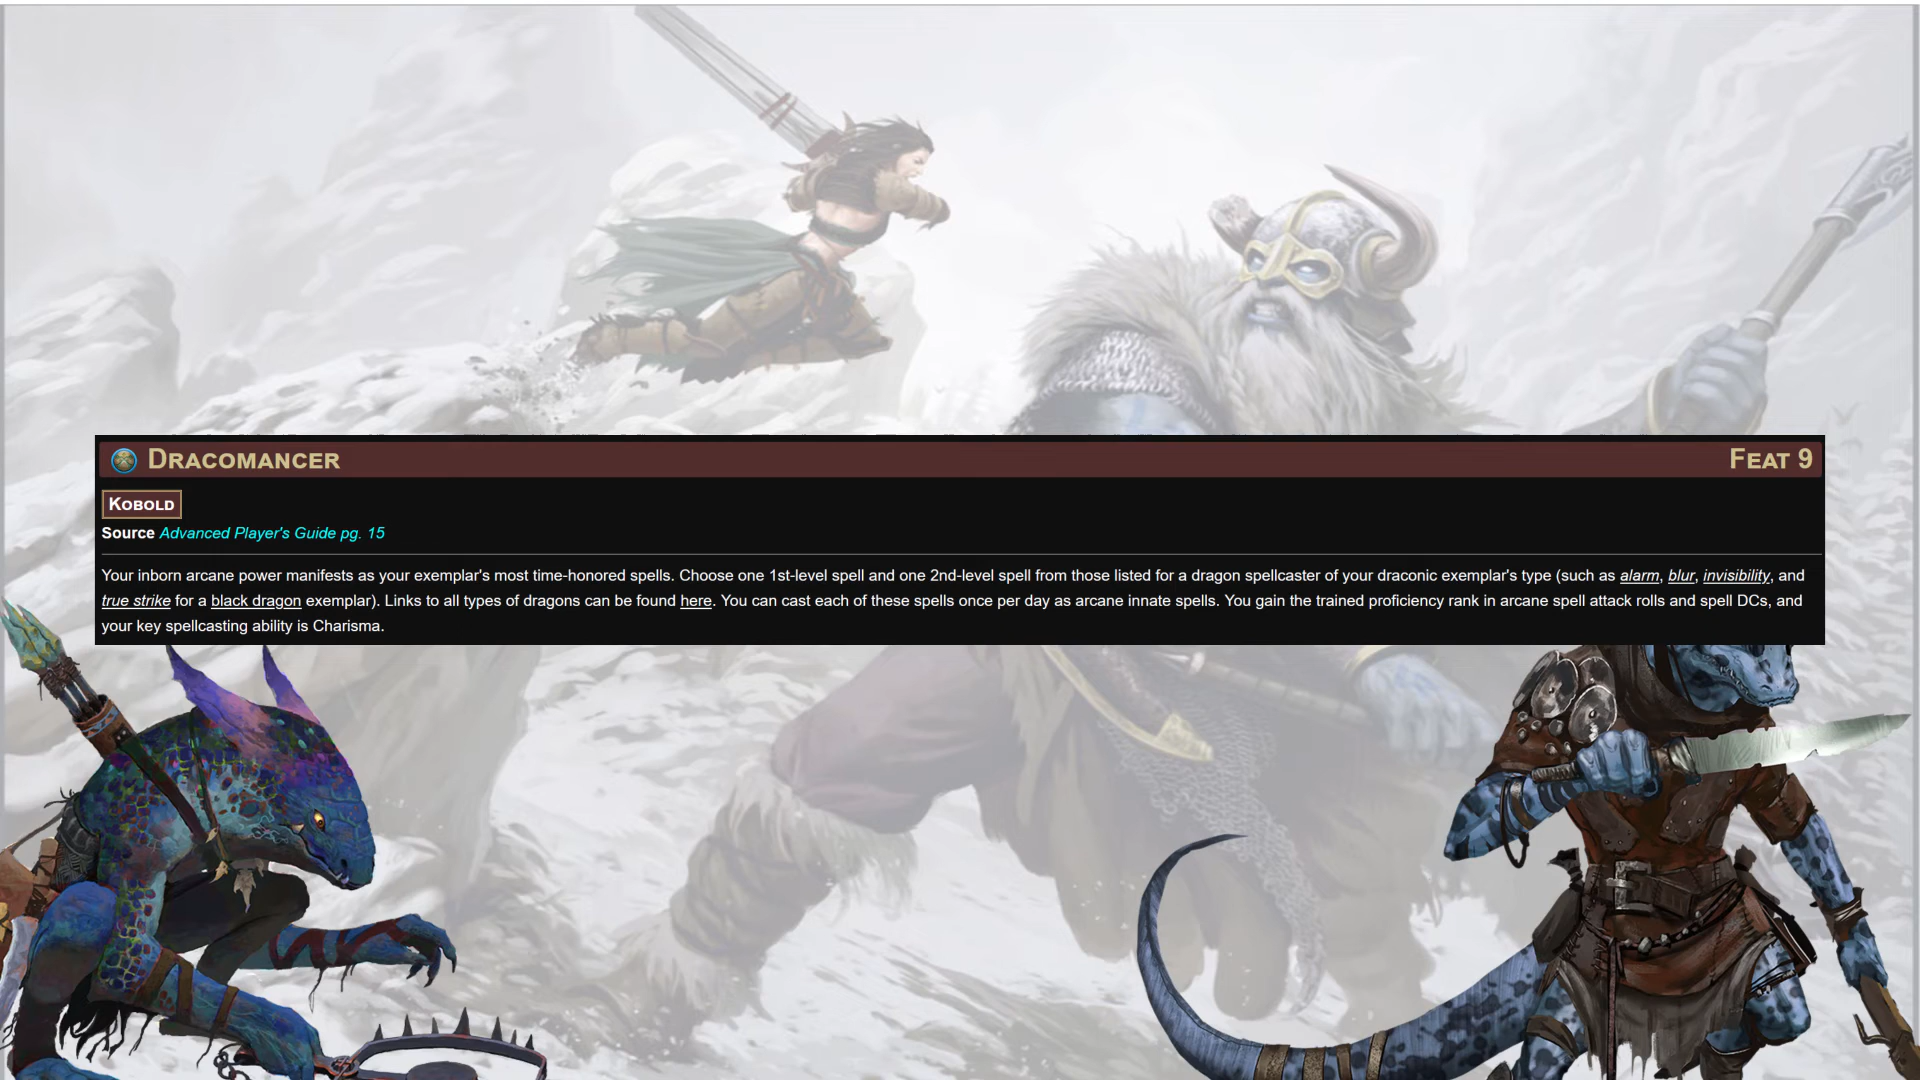 Dracomancer
Feat 9
Kobold
Source Advanced Player's Guide pg. 15
Your inborn arcane power manifests as your exemplar's most time-honored spells. Choose one 1st-level spell and one 2nd-level spell from those listed for a dragon spellcaster of your draconic exemplar's type (such as alarm, blur, invisibility, and
true strike for a black dragon exemplar). Links to all types of dragons can be found here. You can cast each of these spells once per day as arcane innate spells. You gain the trained proficiency rank in arcane spell attack rolls and spell DCs, and
your key spellcasting ability is Charisma.